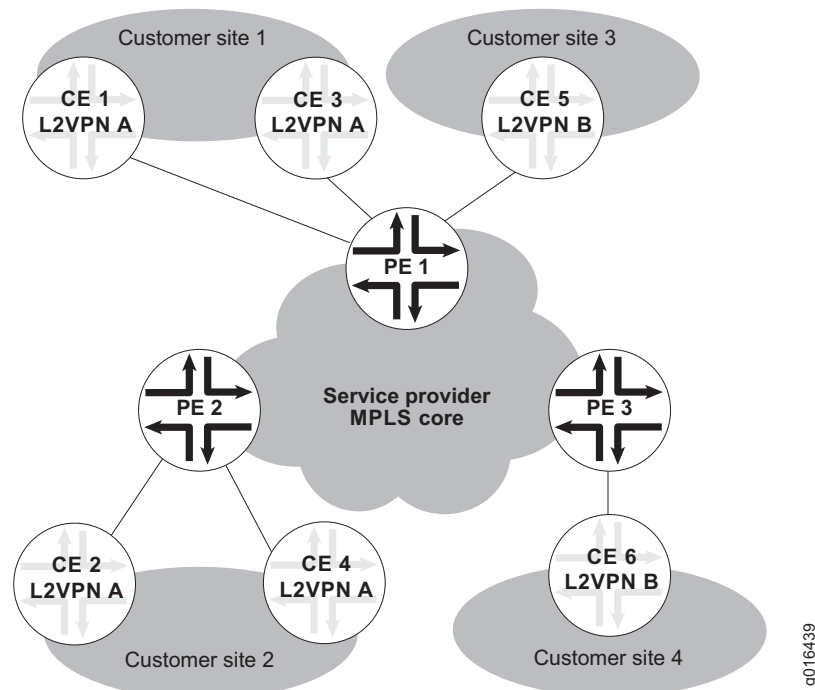 Customer site 1
Customer site 3
CE 1
L2VPN A
CE 3
L2VPN A
CE 5
L2VPN B
PE 1
Service provider
MPLS core
PE 2
PE 3
CE 2
L2VPN A
CE 4
L2VPN A
CE 6
L2VPN B
Customer site 2
Customer site 4
g016439